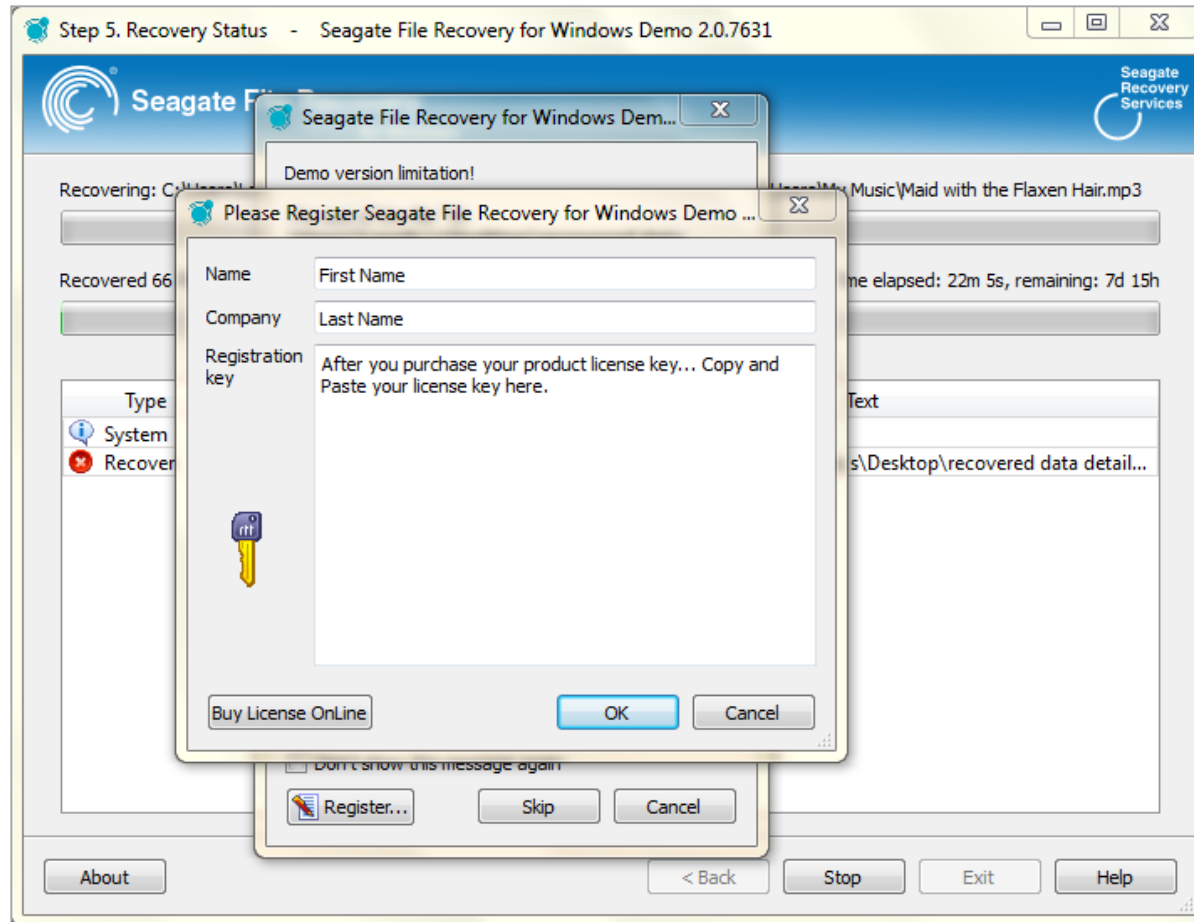 Step 5. Recovery Status - Seagate File Recovery for Windows Demo 2.0.7631
Seagate
Seagate
Recovery
Services
Seagate File Recovery for Windows Dem...
Demo version limitation!
Recovering:
Music\Maid with the Flaxen Hair.mp3
Please Register Seagate File Recovery for Windows Demo ...
Name First Name
Recovered 66
elapsed: 22m 5s, remaining: 7d 15h
Company Last Name
Registration
key
After you purchase your product license key... Copy and
Paste your license key here.
Type
Text
System
Recover
s\Desktop\recovered data detail...
rtt
Buy License OnLine OK Cancel
Don't show this message again
Register... Skip Cancel
About < Back Stop Exit Help